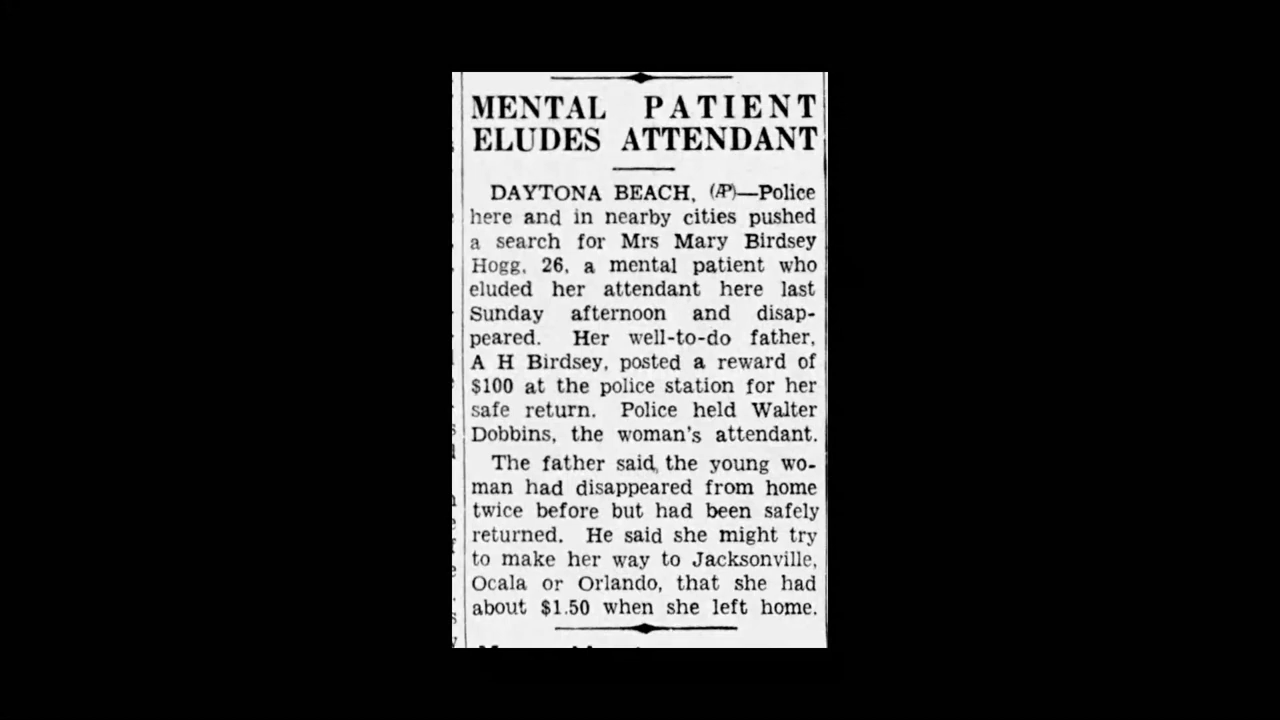 MENTAL PATIENT
ELUDES ATTENDANT
DAYTONA BEACH, (AP)—Police
here and in nearby cities pushed
a search for Mrs Mary Birdsey
Hogg, 26, a mental patient who
eluded her attendant here last
Sunday afternoon and disap-
peared. Her well-to-do father,
A H Birdsey, posted a reward of
$100 at the police station for her
safe return. Police held Walter
Dobbins, the woman's attendant.
The father said, the young wo-
man had disappeared from home
twice before but had been safely
returned. He said she might try
to make her way to Jacksonville,
Ocala or Orlando, that she had
about $1.50 when she left home.